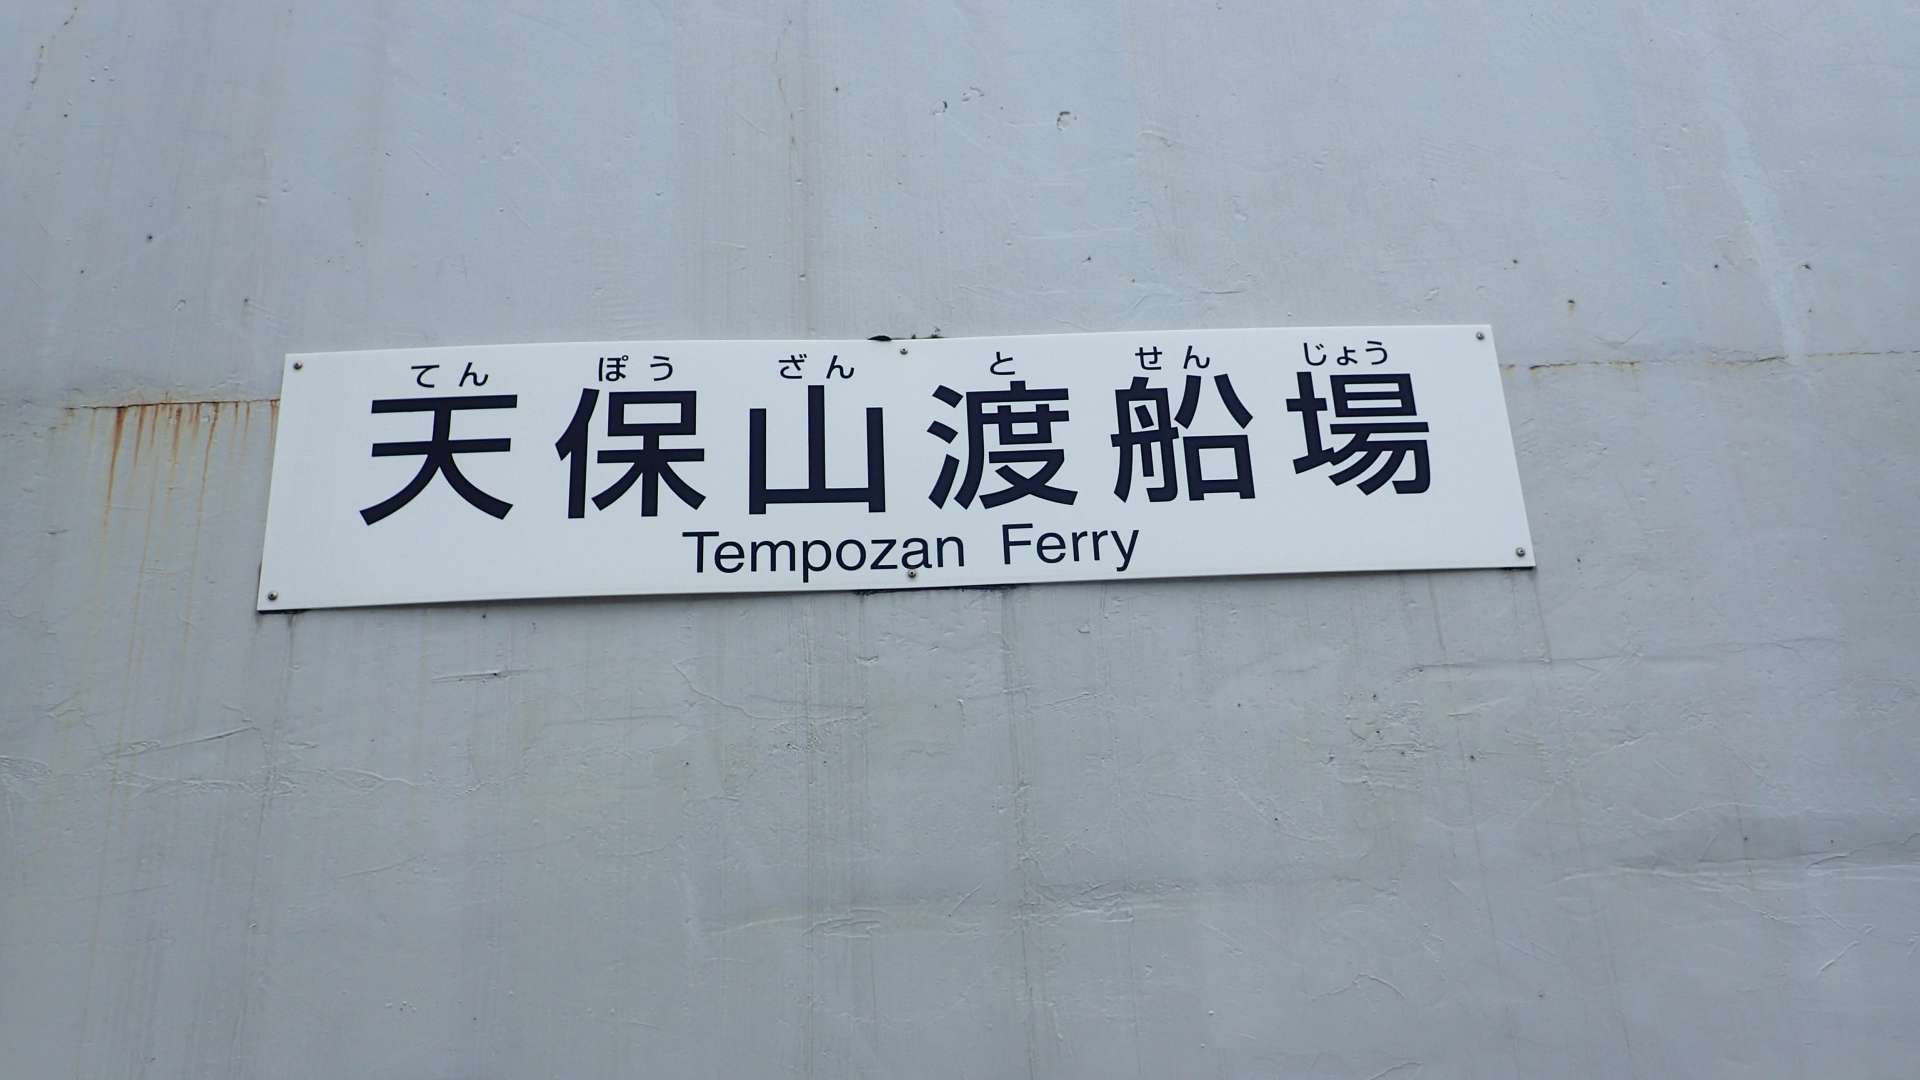 てん ぽう ざん と せん じょう
天保山渡船場
Tempozan Ferry